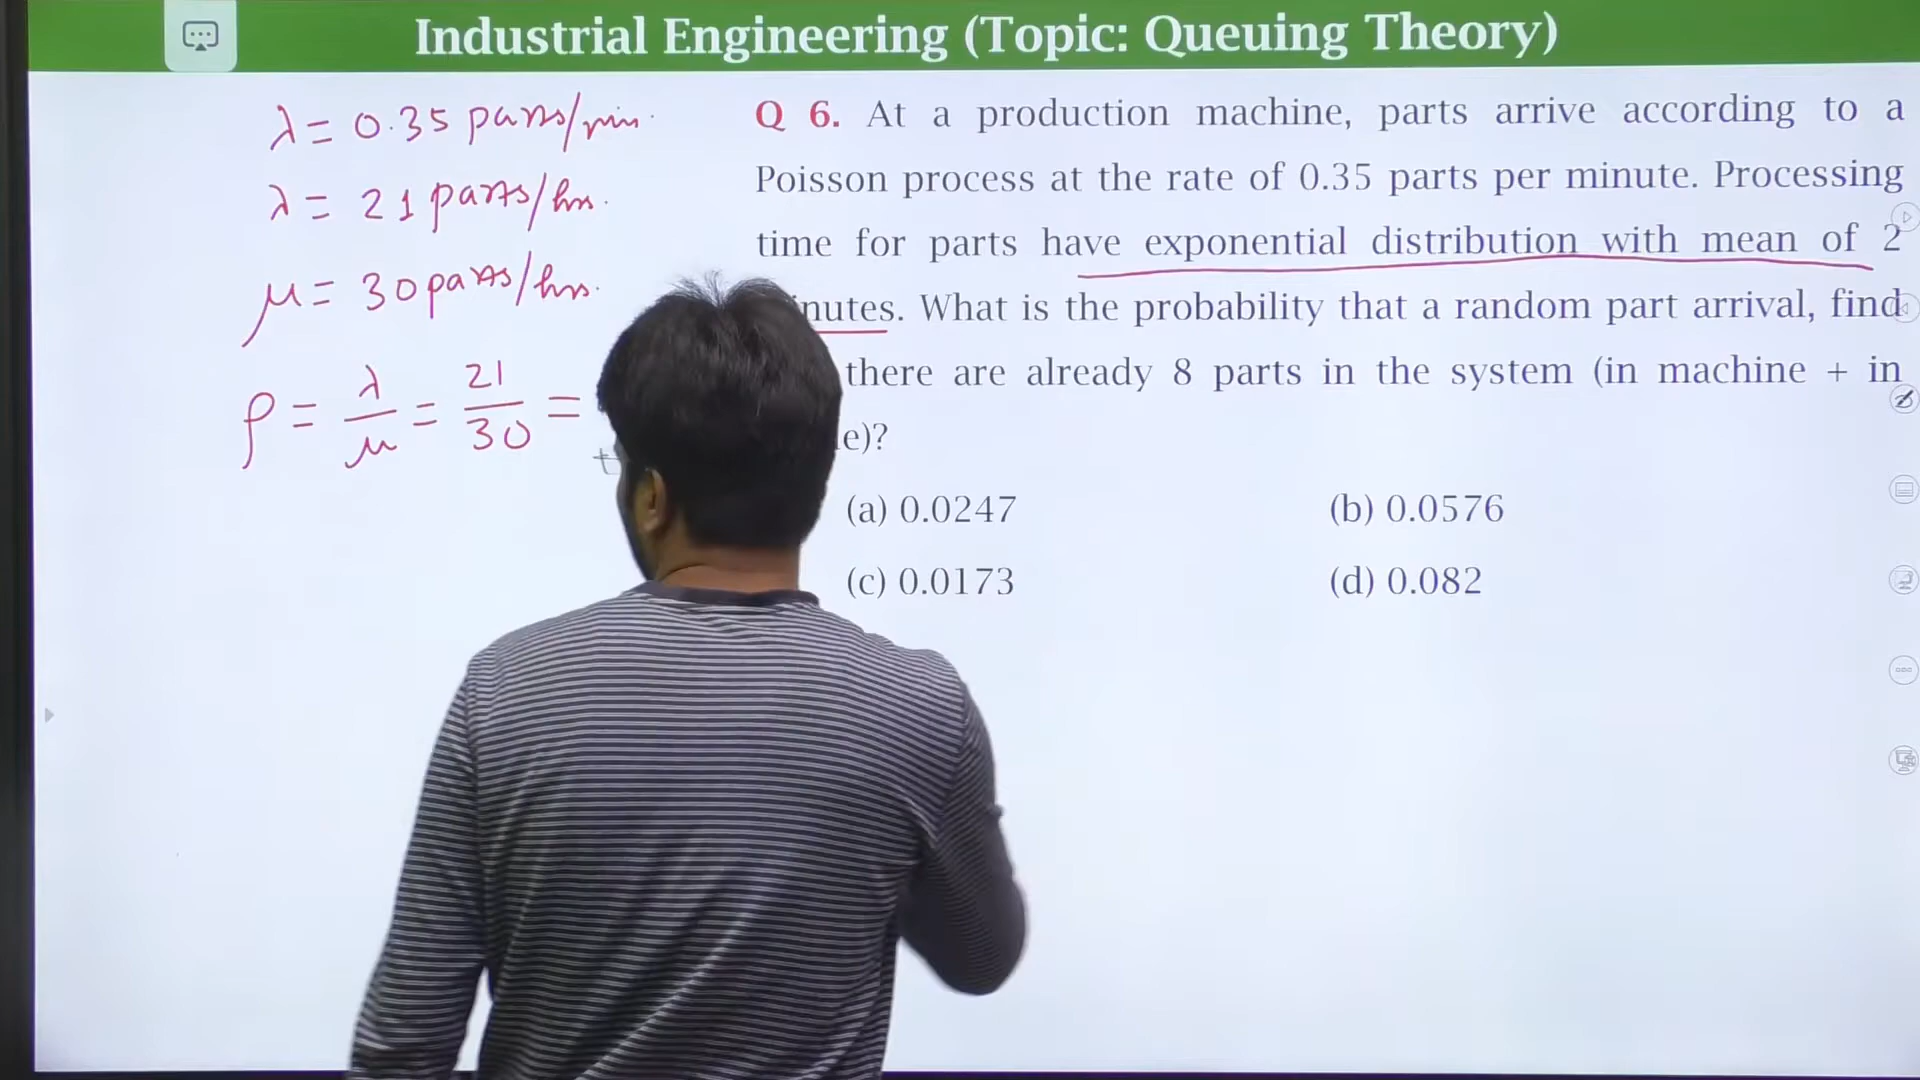 Industrial Engineering (Topic: Queuing Theory)
λ = 0.35 parts/min.
λ = 21 parts/hrs.
μ = 30 parts/hrs.
ρ = λ/μ = 21/30 =
Q 6. At a production machine, parts arrive according to a
Poisson process at the rate of 0.35 parts per minute. Processing
time for parts have exponential distribution with mean of 2
nutes. What is the probability that a random part arrival, find
there are already 8 parts in the system (in machine + in
e)?
(a) 0.0247 (b) 0.0576
(c) 0.0173 (d) 0.082